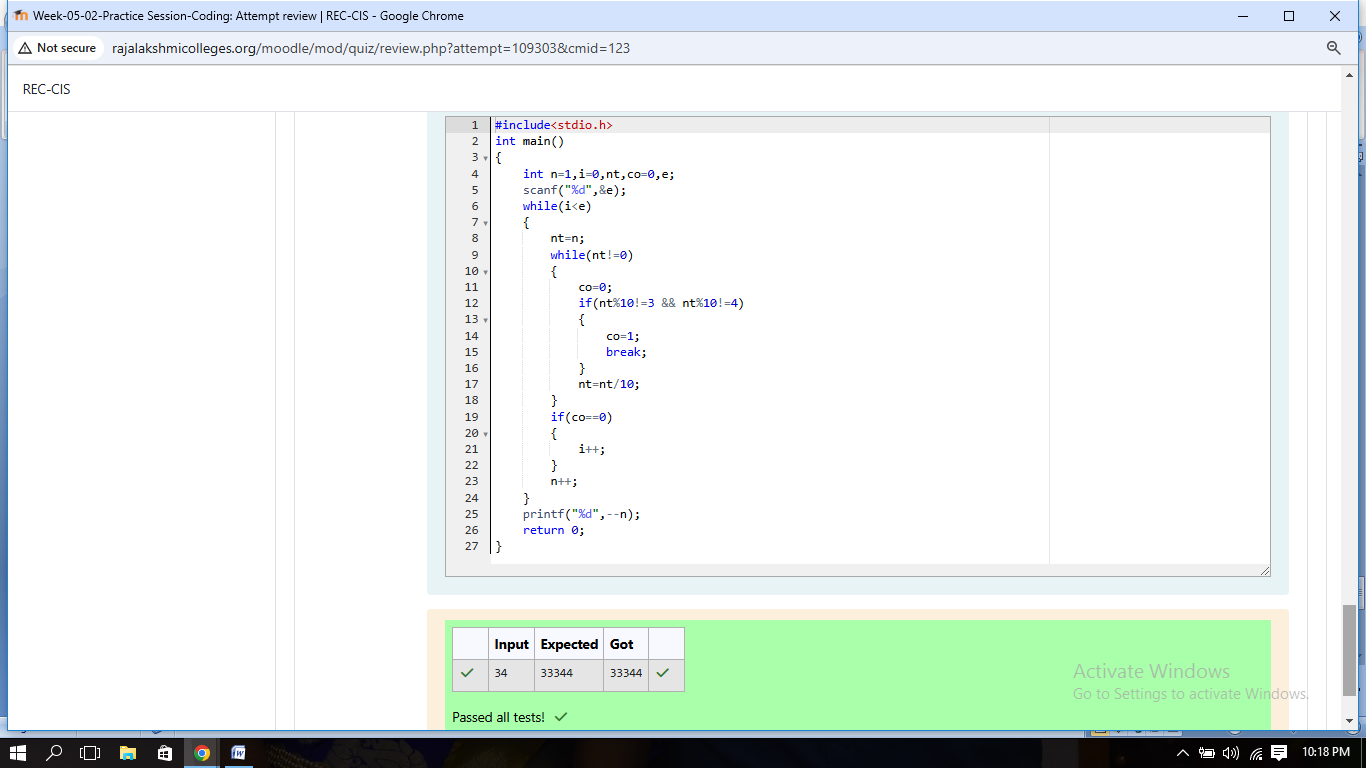 Week-05-02-Practice Session-Coding: Attempt review | REC-CIS - Google Chrome
Not secure rajalakshmicolleges.org/moodle/mod/quiz/review.php?attempt=109303&cmid=123
REC-CIS
1 #include<stdio.h>
2 int main()
3 {
4 int n=1,i=0,nt,co=0,e;
5 scanf("%d",&e);
6 while(i<e)
7 {
8 nt=n;
9 while(nt!=0)
10 {
11 co=0;
12 if(nt%10!=3 && nt%10!=4)
13 {
14 co=1;
15 break;
16 }
17 nt=nt/10;
18 }
19 if(co==0)
20 {
21 i++;
22 }
23 n++;
24 }
25 printf("%d",--n);
26 return 0;
27 }
Input Expected Got
34 33344 33344
Passed all tests!
Activate Windows
Go to Settings to activate Windows.
10:18 PM